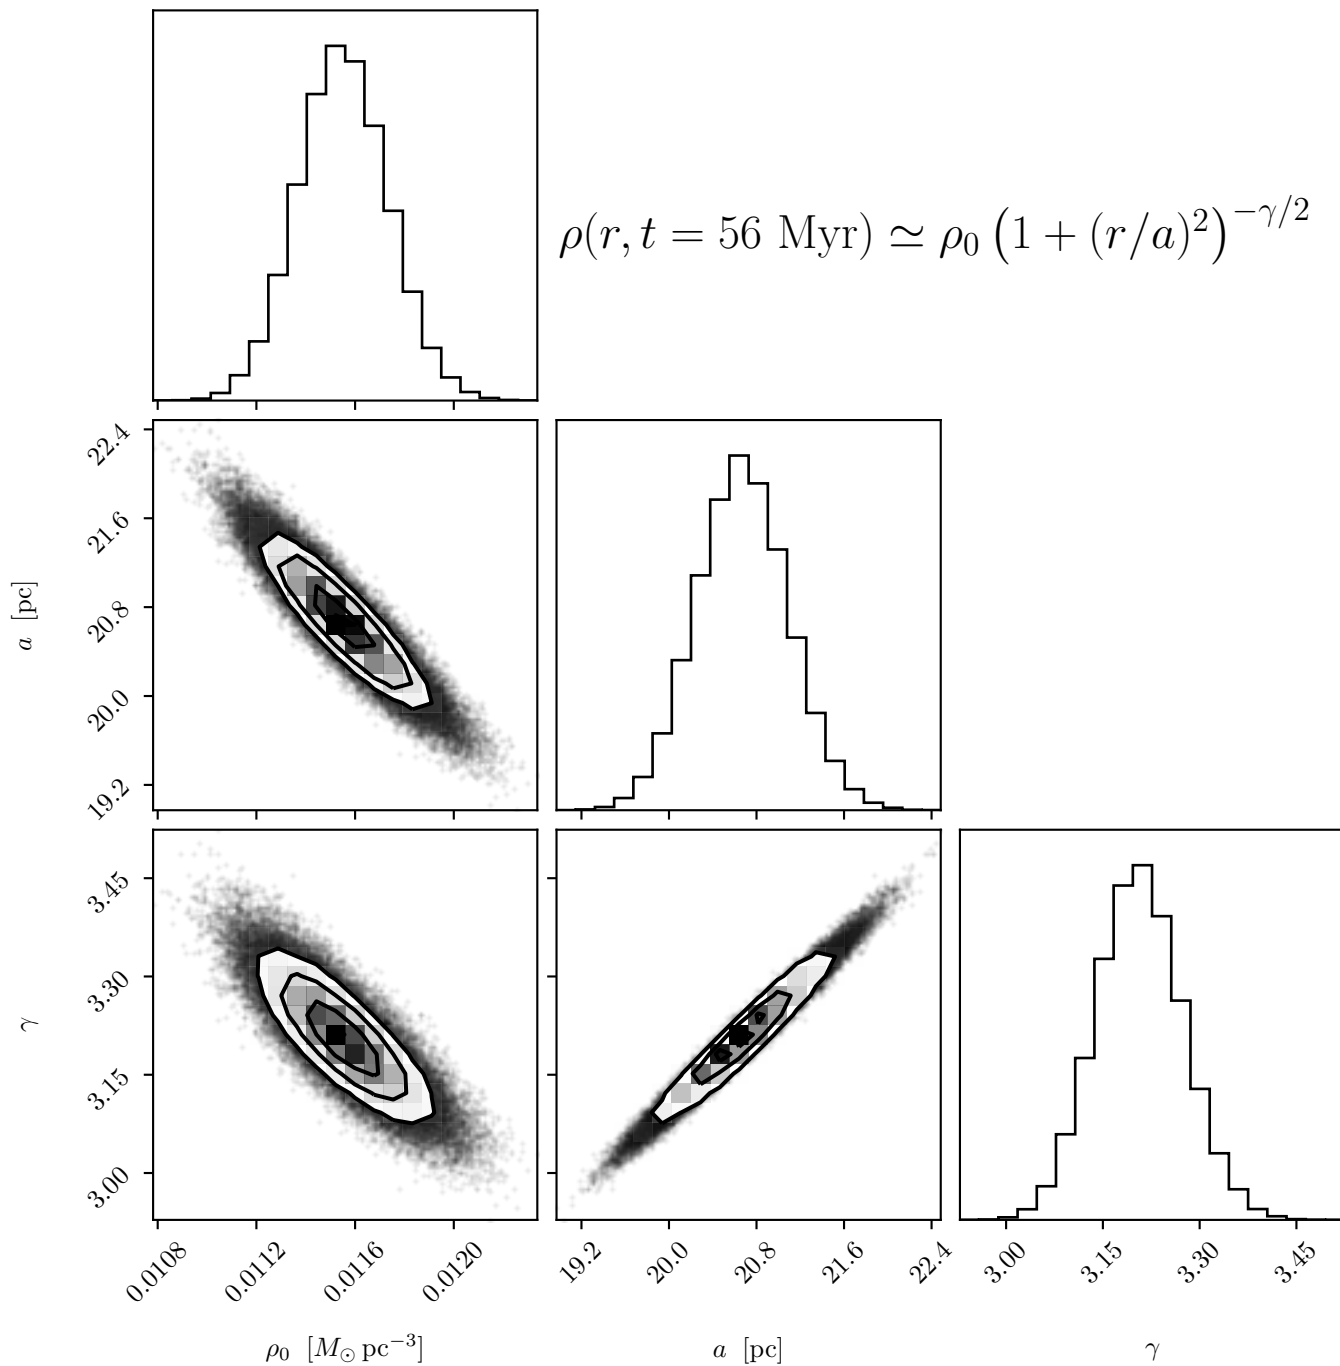 ρ(r, t = 56 Myr) ≃ ρ₀ (1 + (r/a)²)^{−γ/2}
22.4
21.6
20.8
20.0
19.2
a [pc]
3.45
3.30
3.15
3.00
γ
0.0108 0.0112 0.0116 0.0120
19.2 20.0 20.8 21.6 22.4
3.00 3.15 3.30 3.45
ρ₀ [M⊙ pc⁻³]
a [pc]
γ